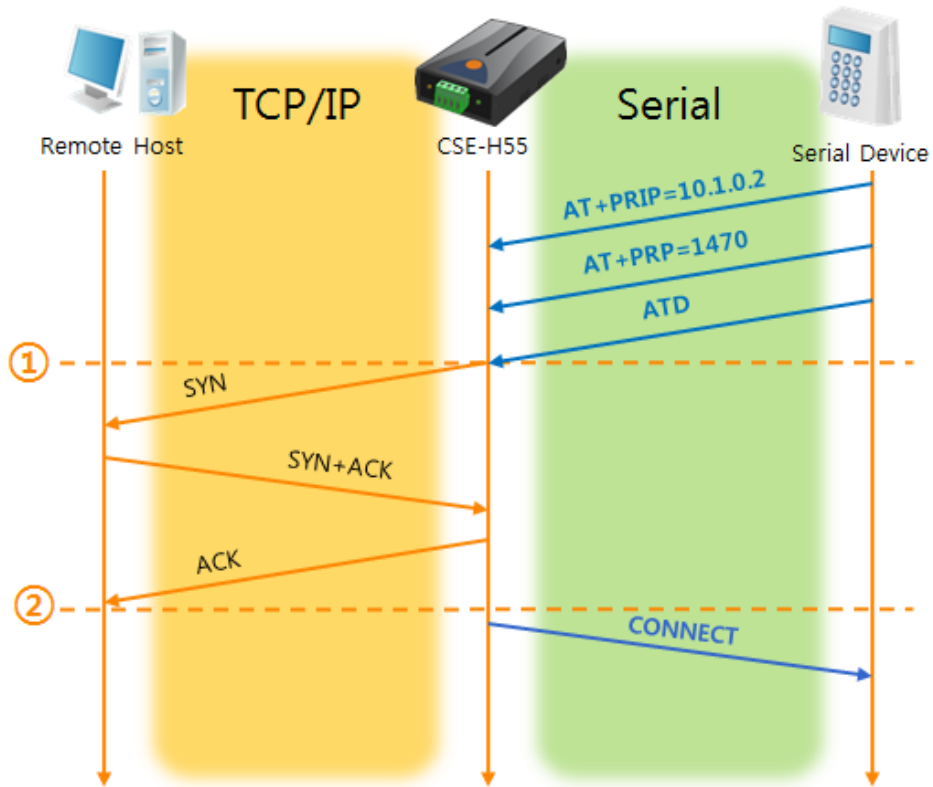 TCP/IP
Serial
Remote Host
CSE-H55
Serial Device
AT+PRIP=10.1.0.2
AT+PRP=1470
ATD
①
SYN
SYN+ACK
ACK
②
CONNECT